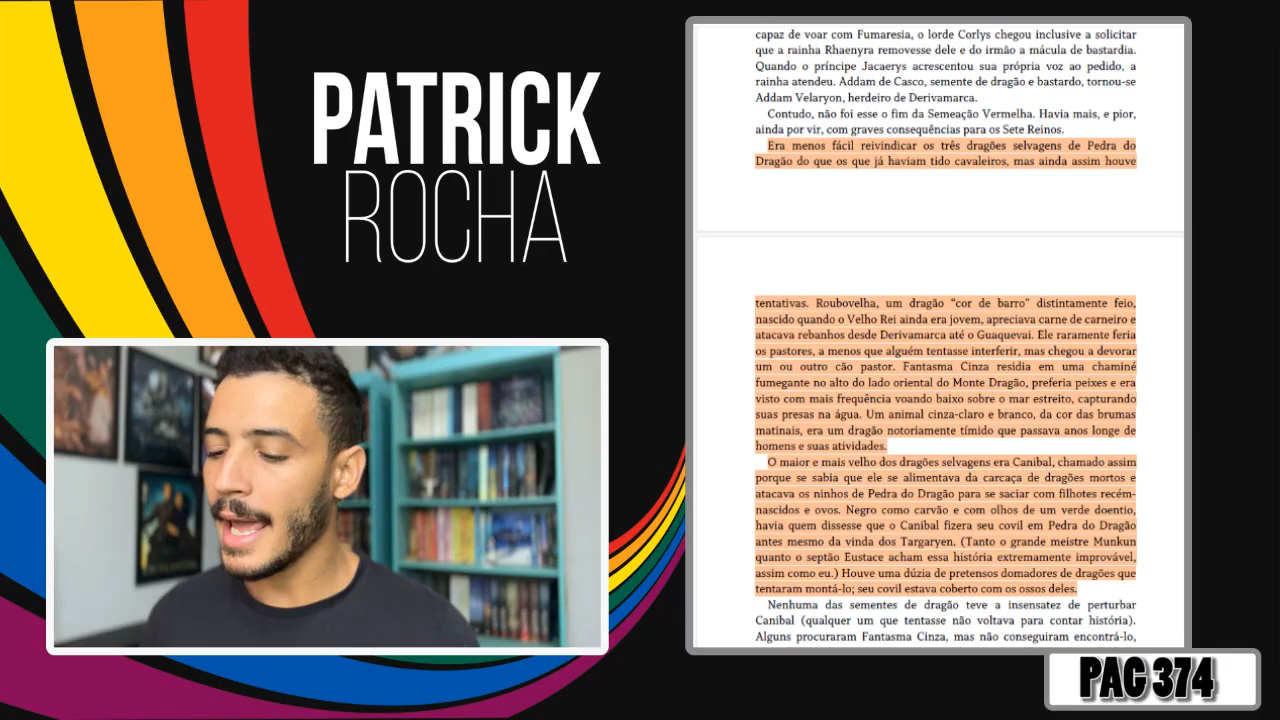 PATRICK
ROCHA
capaz de voar com Fumaresia, o lorde Corlys chegou inclusive a solicitar
que a rainha Rhaenyra removesse dele e do irmão a mácula de bastardia.
Quando o príncipe Jacaerys acrescentou sua própria voz ao pedido, a
rainha atendeu. Addam de Casco, semente de dragão e bastardo, tornou-se
Addam Velaryon, herdeiro de Derivamarca.
Contudo, não foi esse o fim da Semeação Vermelha. Havia mais, e pior,
ainda por vir, com graves consequências para os Sete Reinos.
Era menos fácil reivindicar os três dragões selvagens de Pedra do
Dragão do que os que já haviam tido cavaleiros, mas ainda assim houve
tentativas. Roubovelha, um dragão “cor de barro” distintamente feio,
nascido quando o Velho Rei ainda era jovem, apreciava carne de carneiro e
atacava rebanhos desde Derivamarca até o Guaquevai. Ele raramente feria
os pastores, a menos que alguém tentasse interferir, mas chegou a devorar
um ou outro cão pastor. Fantasma Cinza residia em uma chaminé
fumegante no alto do lado oriental do Monte Dragão, preferia peixes e era
visto com mais frequência voando baixo sobre o mar estreito, capturando
suas presas na água. Um animal cinza-claro e branco, da cor das brumas
matinais, era um dragão notoriamente tímido que passava anos longe de
homens e suas atividades.
O maior e mais velho dos dragões selvagens era Canibal, chamado assim
porque se sabia que ele se alimentava da carcaça de dragões mortos e
atacava os ninhos de Pedra do Dragão para se saciar com filhotes recém-
nascidos e ovos. Negro como carvão e com olhos de um verde doentio,
havia quem dissesse que o Canibal fizera seu covil em Pedra do Dragão
antes mesmo da vinda dos Targaryen. (Tanto o grande meistre Munkun
quanto o septão Eustace acham essa história extremamente improvável,
assim como eu.) Houve uma dúzia de pretensos domadores de dragões que
tentaram montá-lo; seu covil estava coberto com os ossos deles.
Nenhuma das sementes de dragão teve a insensatez de perturbar
Canibal (qualquer um que tentasse não voltava para contar história).
Alguns procuraram Fantasma Cinza, mas não conseguiram encontrá-lo,
PAG 374